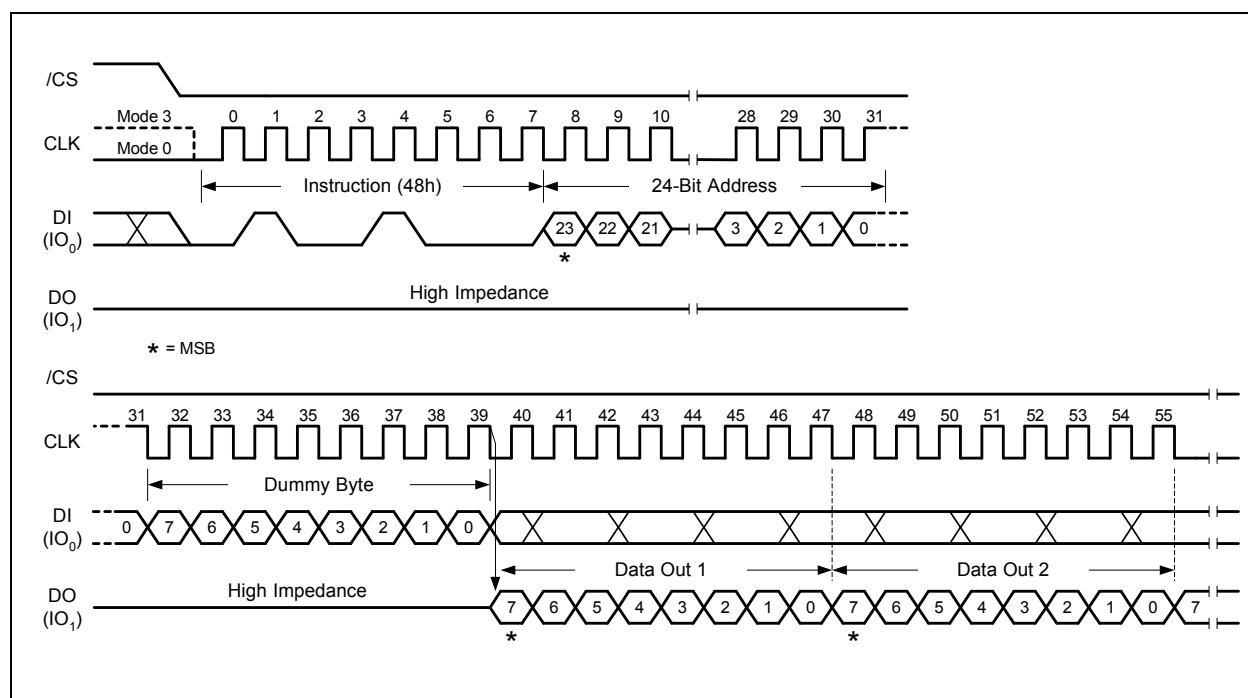 /CS
Mode 3 0 1 2 3 4 5 6 7 8 9 10 28 29 30 31
CLK
Mode 0
Instruction (48h) 24-Bit Address
DI
(IO0) 23 22 21 3 2 1 0
*
High Impedance
DO
(IO1)
* = MSB
/CS
31 32 33 34 35 36 37 38 39 40 41 42 43 44 45 46 47 48 49 50 51 52 53 54 55
CLK
Dummy Byte
DI
(IO0) 0 7 6 5 4 3 2 1 0
Data Out 1 Data Out 2
High Impedance
DO
(IO1) 7 6 5 4 3 2 1 0 7 6 5 4 3 2 1 0 7
* *